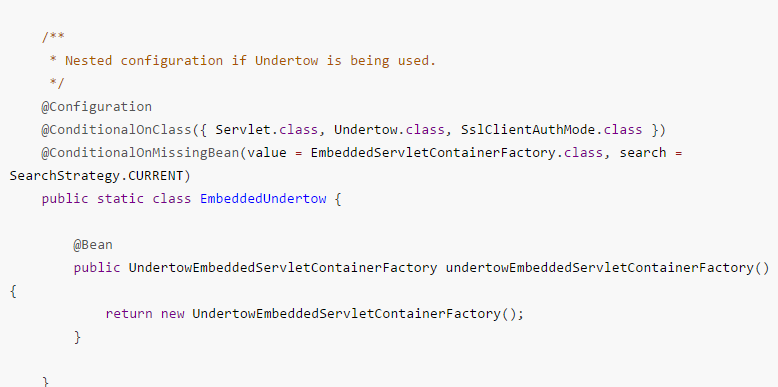 /**
* Nested configuration if Undertow is being used.
*/
@Configuration
@ConditionalOnClass({ Servlet.class, Undertow.class, SslClientAuthMode.class })
@ConditionalOnMissingBean(value = EmbeddedServletContainerFactory.class, search =
SearchStrategy.CURRENT)
public static class EmbeddedUndertow {
@Bean
public UndertowEmbeddedServletContainerFactory undertowEmbeddedServletContainerFactory()
{
return new UndertowEmbeddedServletContainerFactory();
}
}